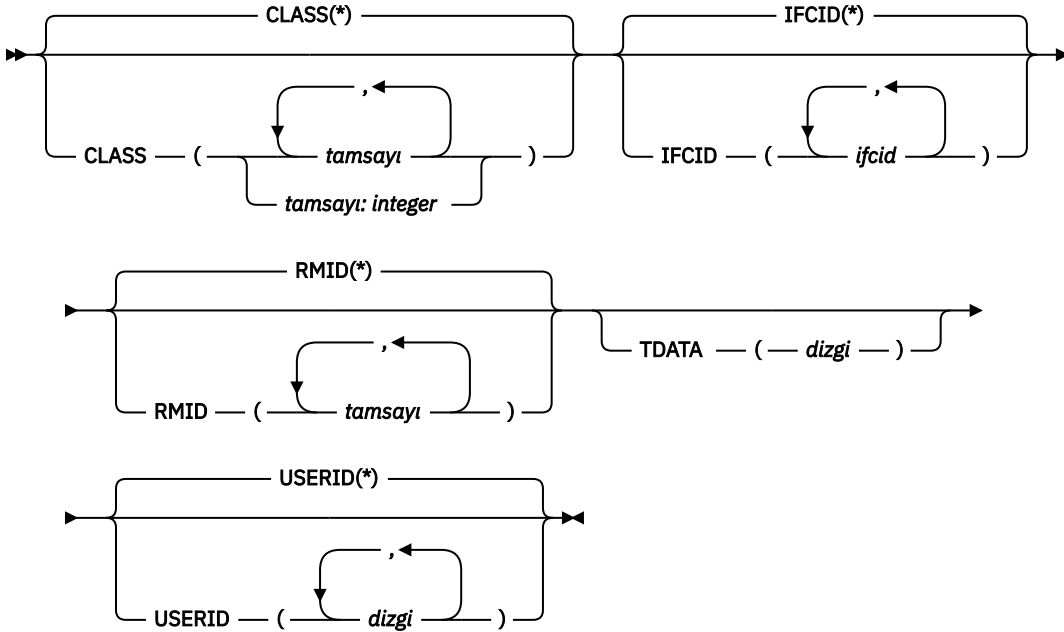 CLASS(*) IFCID(*)
, ,
CLASS ( tamsayı ) IFCID ( ifcid )
tamsayı: integer
RMID(*)
TDATA ( dizgi )
,
RMID ( tamsayı )
USERID(*)
,
USERID ( dizgi )